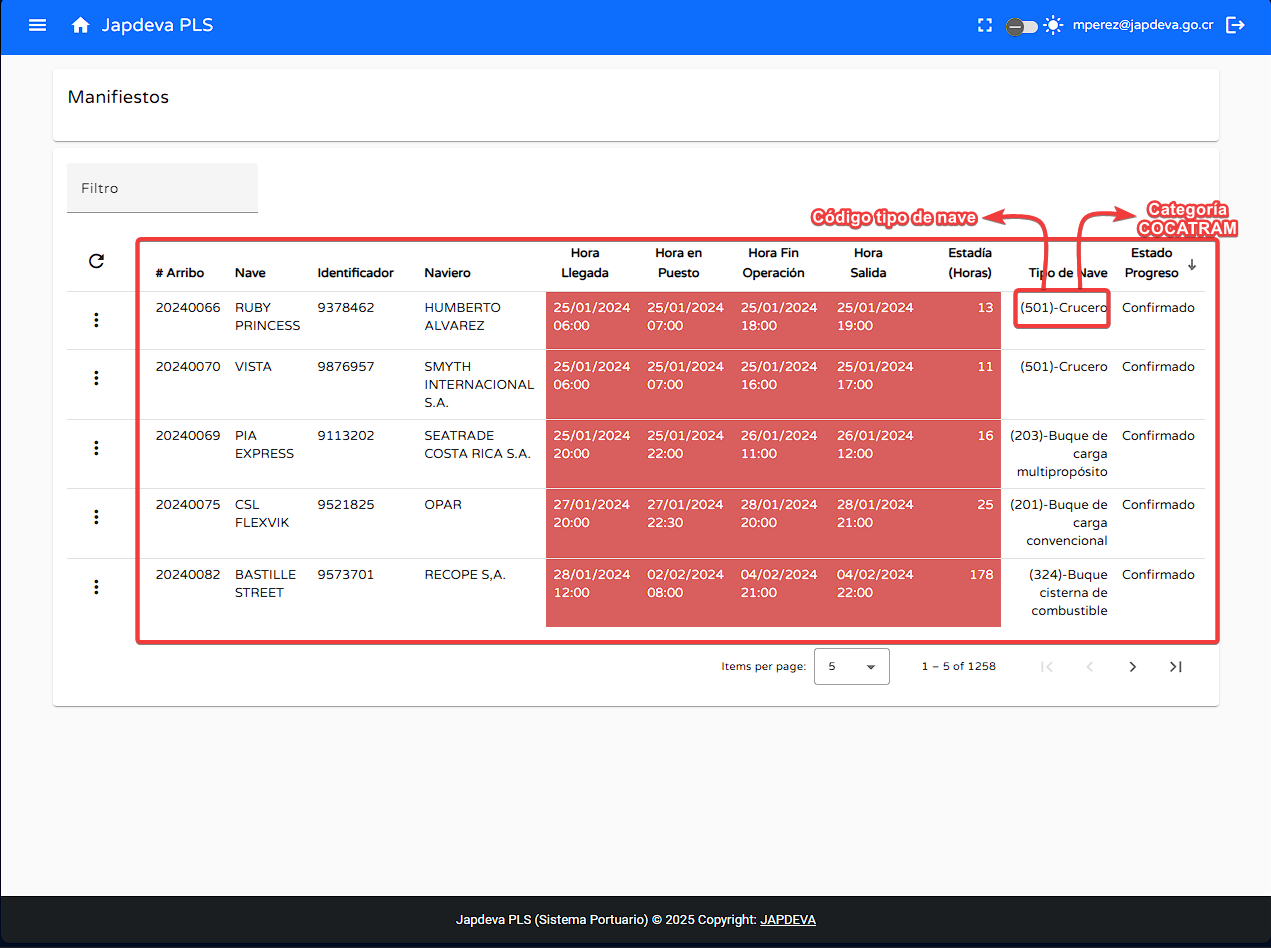 Japdeva PLS
mperez@japdeva.go.cr
Manifiestos
Filtro
Código tipo de nave
Categoría
COCATRAM
# Arribo Nave Identificador Naviero Hora Llegada Hora en Puesto Hora Fin Operación Hora Salida Estadía (Horas) Tipo de Nave Estado Progreso
20240066 RUBY PRINCESS 9378462 HUMBERTO ALVAREZ 25/01/2024 06:00 25/01/2024 07:00 25/01/2024 18:00 25/01/2024 19:00 13 (501)-Crucero Confirmado
20240070 VISTA 9876957 SMYTH INTERNACIONAL S.A. 25/01/2024 06:00 25/01/2024 07:00 25/01/2024 16:00 25/01/2024 17:00 11 (501)-Crucero Confirmado
20240069 PIA EXPRESS 9113202 SEATRADE COSTA RICA S.A. 25/01/2024 20:00 25/01/2024 22:00 26/01/2024 11:00 26/01/2024 12:00 16 (203)-Buque de carga multipropósito Confirmado
20240075 CSL FLEXVIK 9521825 OPAR 27/01/2024 20:00 27/01/2024 22:30 28/01/2024 20:00 28/01/2024 21:00 25 (201)-Buque de carga convencional Confirmado
20240082 BASTILLE STREET 9573701 RECOPE S,A. 28/01/2024 12:00 02/02/2024 08:00 04/02/2024 21:00 04/02/2024 22:00 178 (324)-Buque cisterna de combustible Confirmado
Items per page: 5 1 – 5 of 1258
Japdeva PLS (Sistema Portuario) © 2025 Copyright: JAPDEVA